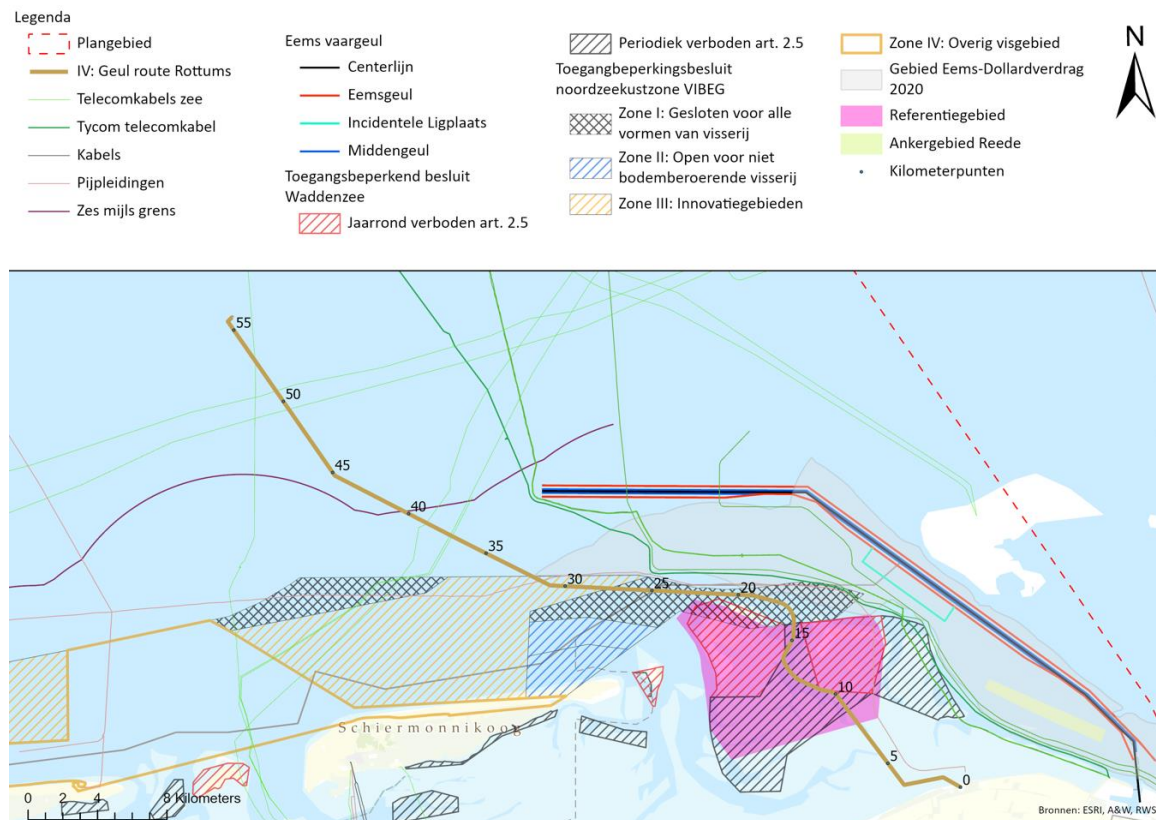 Legenda
Plangebied
IV: Geul route Rottums
Telecomkabels zee
Tycom telecomkabel
Kabels
Pijpleidingen
Zes mijls grens
Eems vaargeul
Centerlijn
Eemsgeul
Incidentele Ligplaats
Middengeul
Toegangsbeperkend besluit
Waddenzee
Jaarrond verboden art. 2.5
Periodiek verboden art. 2.5
Toegangbeperkingsbesluit
noordzeekustzone VIBEG
Zone I: Gesloten voor alle
vormen van visserij
Zone II: Open voor niet
bodemberoerende visserij
Zone III: Innovatiegebieden
Zone IV: Overig visgebied
Gebied Eems-Dollardverdrag
2020
Referentiegebied
Ankergebied Reede
Kilometerpunten
N
55
50
45
40
35
30
25
20
15
10
5
0
Schiermonnikoog
0 2 4 8 Kilometers
Bronnen: ESRI, A&W, RWS